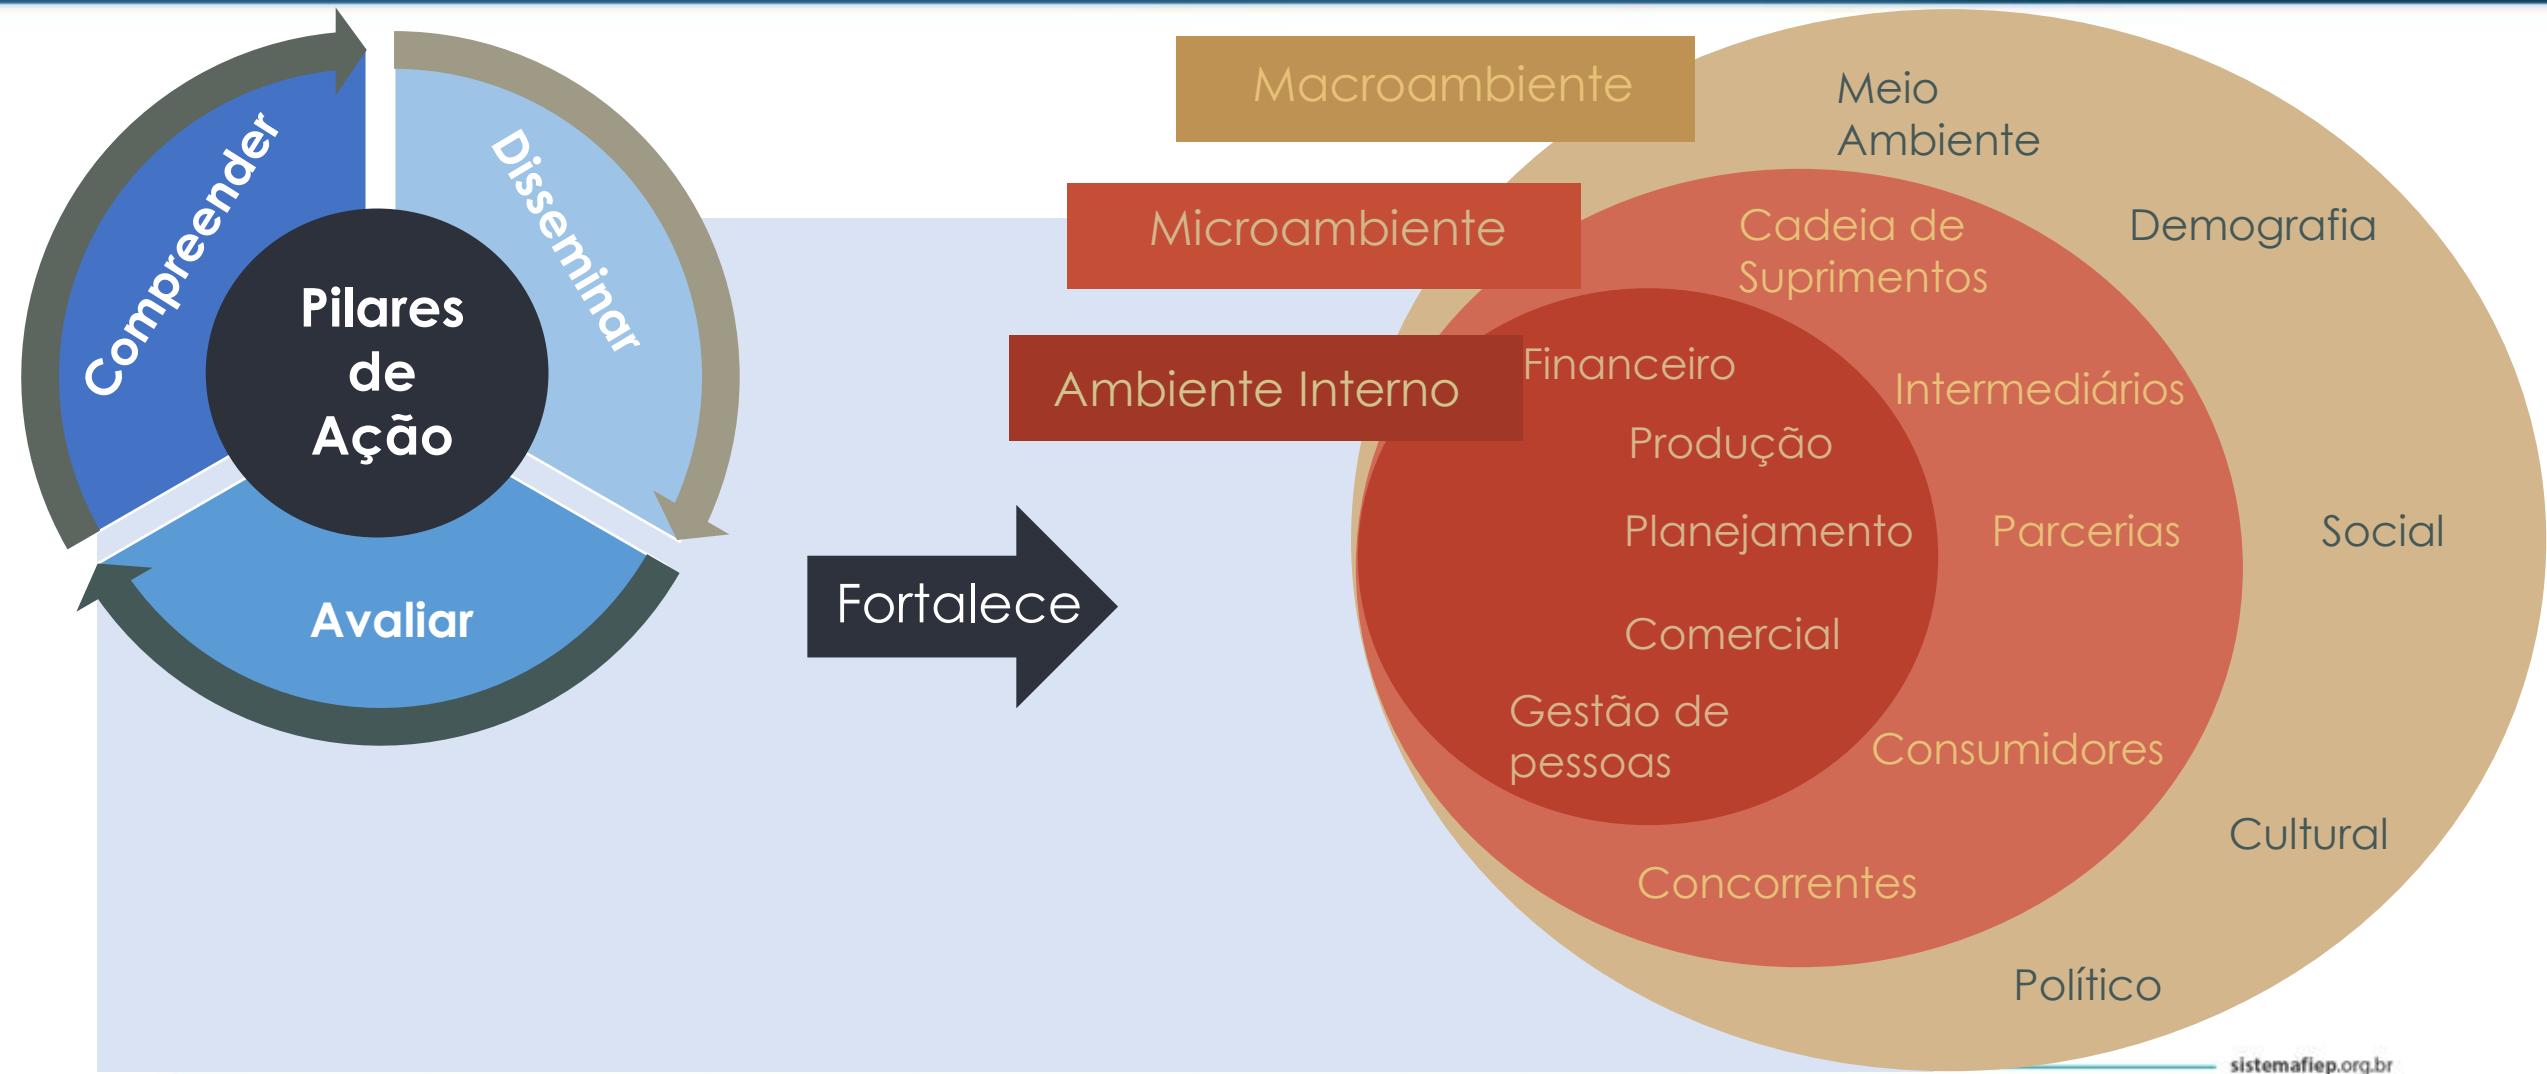 Compreender
Disseminar
Pilares
de
Ação
Avaliar
Fortalece
Macroambiente
Microambiente
Ambiente Interno
Meio
Ambiente
Demografia
Social
Cultural
Político
Cadeia de
Suprimentos
Intermediários
Parcerias
Consumidores
Concorrentes
Financeiro
Produção
Planejamento
Comercial
Gestão de
pessoas
sistemafiep.org.br